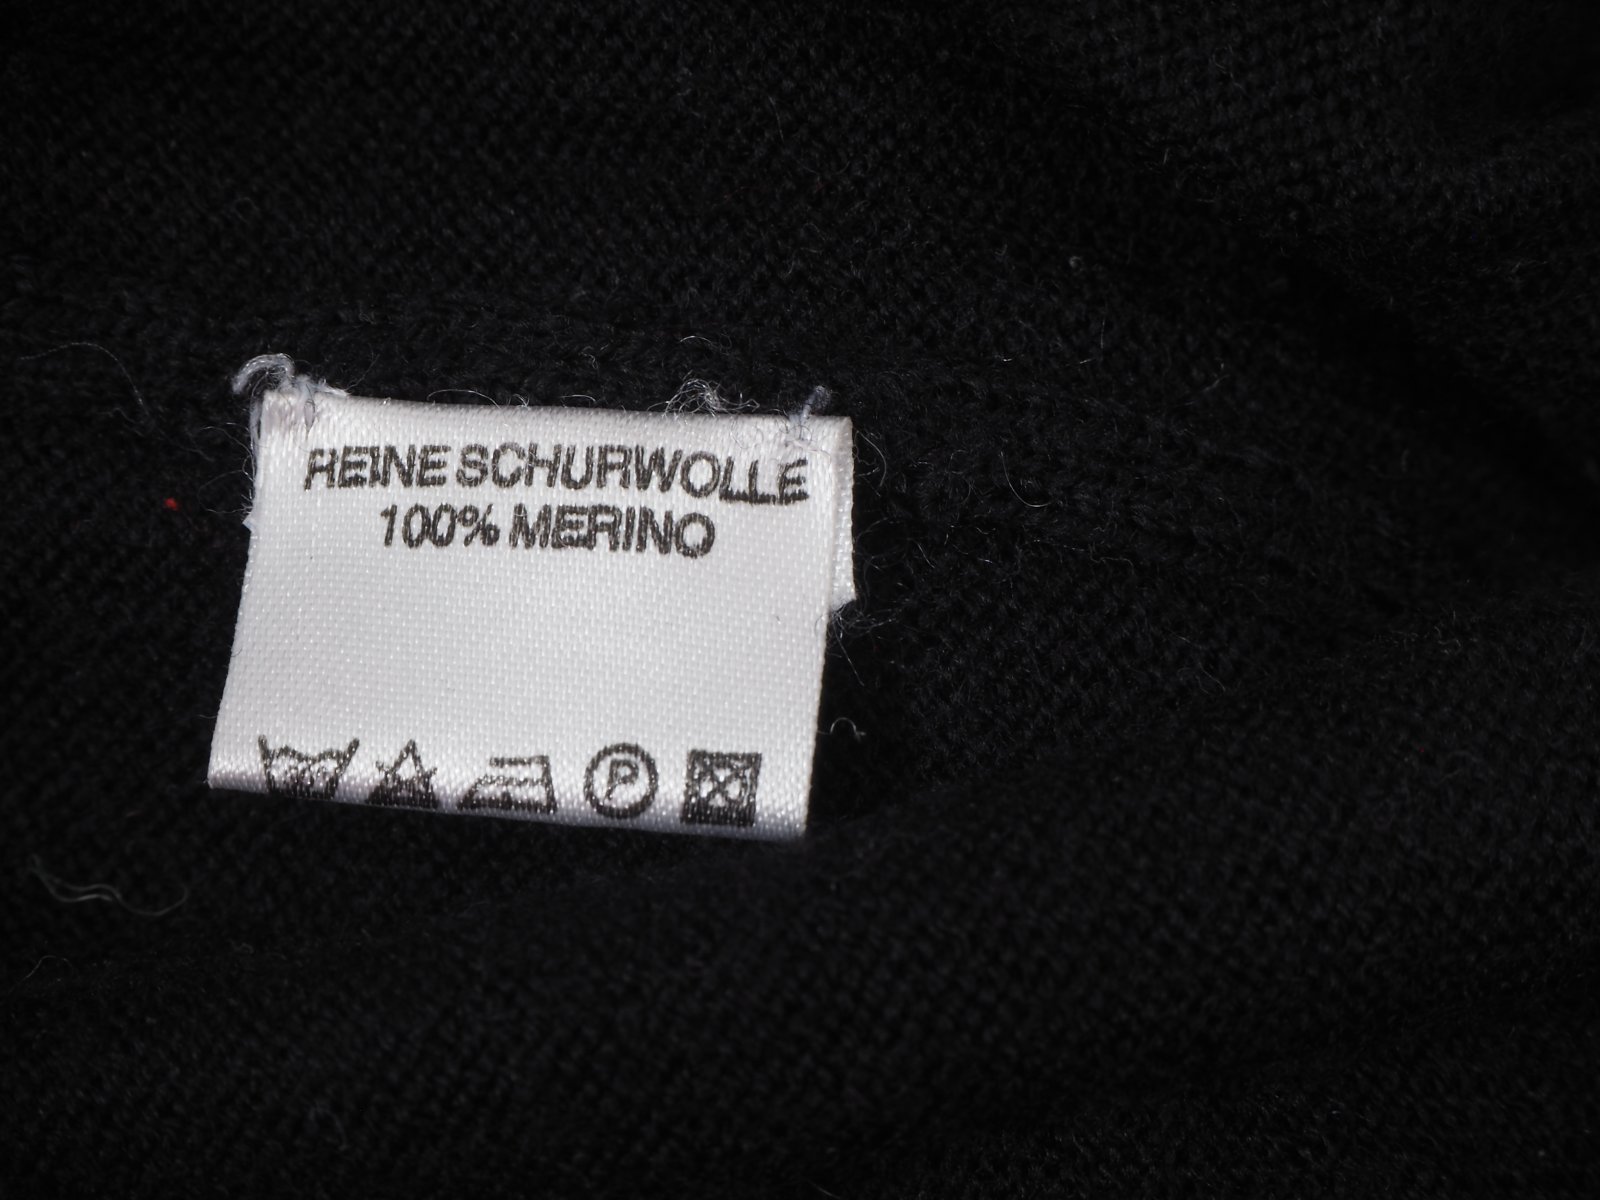 REINE SCHURWOLLE
100% MERINO
P